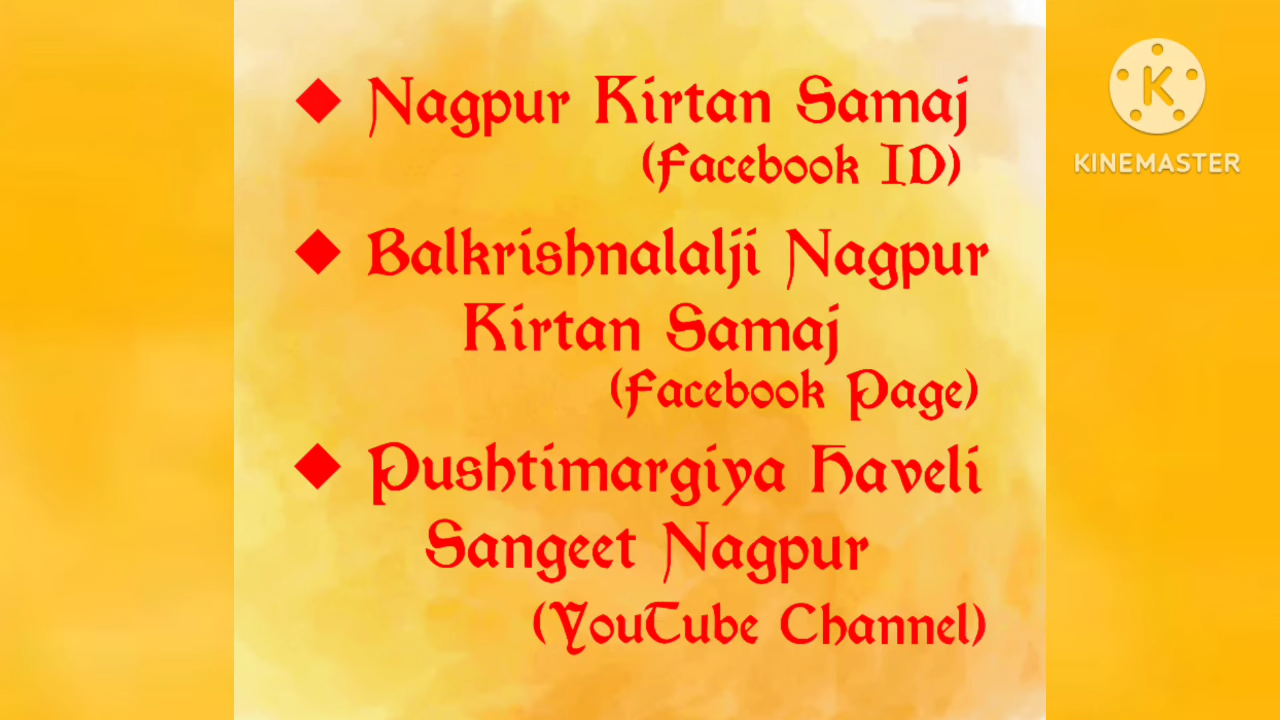 ◆ Nagpur Kirtan Samaj
(Facebook ID)
◆ Balkrishnalalji Nagpur
Kirtan Samaj
(Facebook Page)
◆ Pushtimargiya Haveli
Sangeet Nagpur
(YouTube Channel)
K
KINEMASTER